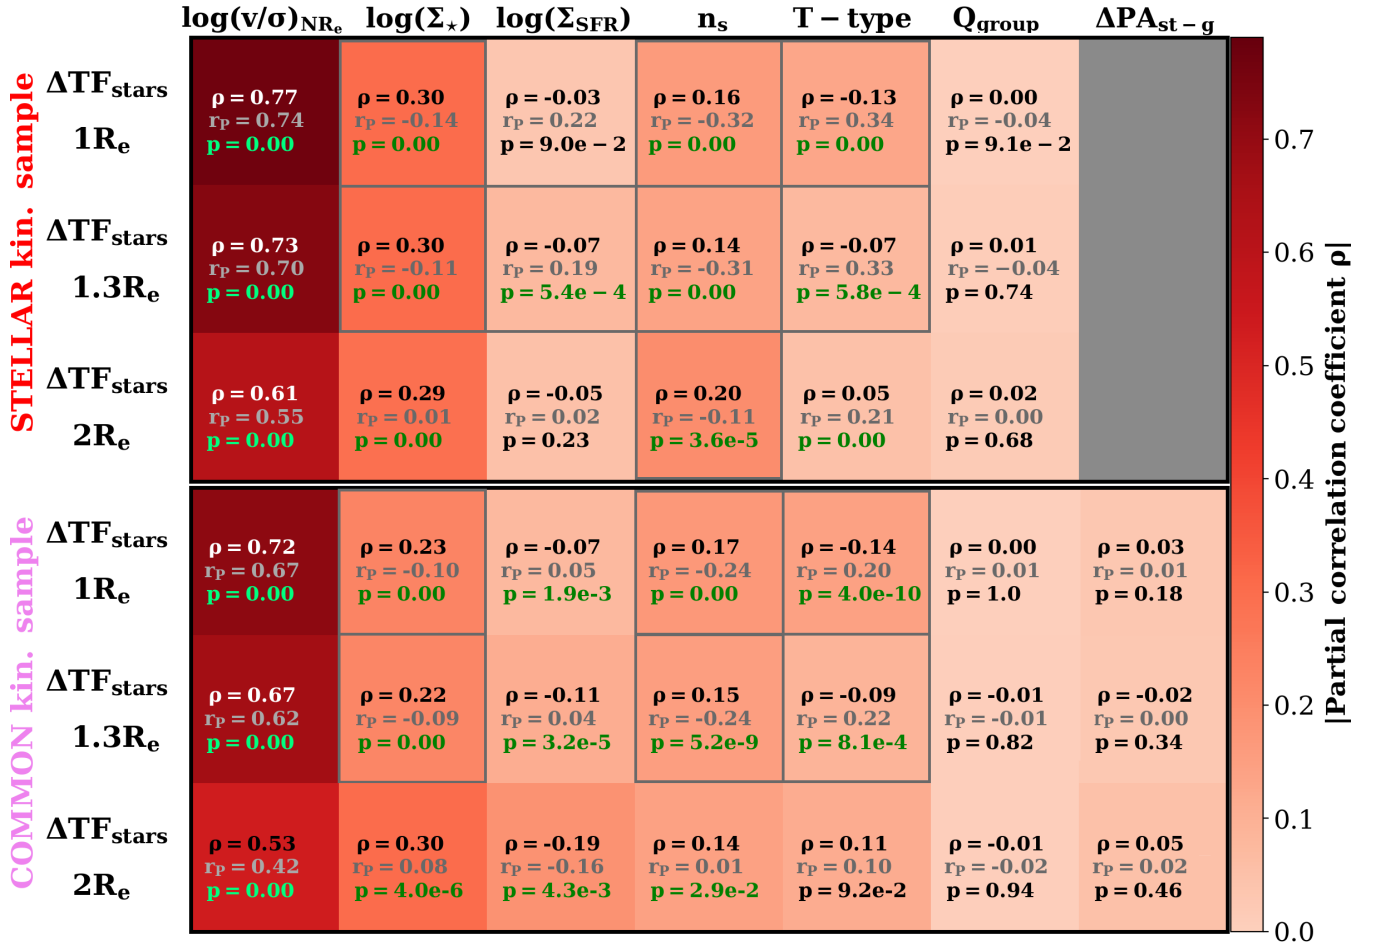 log(v/σ)NRe log(Σ⋆) log(ΣSFR) ns T − type Qgroup ΔPAst−g
STELLAR kin. sample
ΔTFstars
1Re
ρ = 0.77 ρ = 0.30 ρ = -0.03 ρ = 0.16 ρ = -0.13 ρ = 0.00
rP = 0.74 rP = -0.14 rP = 0.22 rP = -0.32 rP = 0.34 rP = -0.04
p = 0.00 p = 0.00 p = 9.0e − 2 p = 0.00 p = 0.00 p = 9.1e − 2
ΔTFstars
1.3Re
ρ = 0.73 ρ = 0.30 ρ = -0.07 ρ = 0.14 ρ = -0.07 ρ = 0.01
rP = 0.70 rP = -0.11 rP = 0.19 rP = -0.31 rP = 0.33 rP = −0.04
p = 0.00 p = 0.00 p = 5.4e − 4 p = 0.00 p = 5.8e − 4 p = 0.74
ΔTFstars
2Re
ρ = 0.61 ρ = 0.29 ρ = -0.05 ρ = 0.20 ρ = 0.05 ρ = 0.02
rP = 0.55 rP = 0.01 rP = 0.02 rP = -0.11 rP = 0.21 rP = 0.00
p = 0.00 p = 0.00 p = 0.23 p = 3.6e-5 p = 0.00 p = 0.68
COMMON kin. sample
ΔTFstars
1Re
ρ = 0.72 ρ = 0.23 ρ = -0.07 ρ = 0.17 ρ = -0.14 ρ = 0.00 ρ = 0.03
rP = 0.67 rP = -0.10 rP = 0.05 rP = -0.24 rP = 0.20 rP = 0.01 rP = 0.01
p = 0.00 p = 0.00 p = 1.9e-3 p = 0.00 p = 4.0e-10 p = 1.0 p = 0.18
ΔTFstars
1.3Re
ρ = 0.67 ρ = 0.22 ρ = -0.11 ρ = 0.15 ρ = -0.09 ρ = -0.01 ρ = -0.02
rP = 0.62 rP = -0.09 rP = 0.04 rP = -0.24 rP = 0.22 rP = -0.01 rP = 0.00
p = 0.00 p = 0.00 p = 3.2e-5 p = 5.2e-9 p = 8.1e-4 p = 0.82 p = 0.34
ΔTFstars
2Re
ρ = 0.53 ρ = 0.30 ρ = -0.19 ρ = 0.14 ρ = 0.11 ρ = -0.01 ρ = 0.05
rP = 0.42 rP = 0.08 rP = -0.16 rP = 0.01 rP = 0.10 rP = -0.02 rP = 0.02
p = 0.00 p = 4.0e-6 p = 4.3e-3 p = 2.9e-2 p = 9.2e-2 p = 0.94 p = 0.46
0.7
0.6
0.5
0.4
0.3
0.2
0.1
0.0
|Partial correlation coefficient ρ|